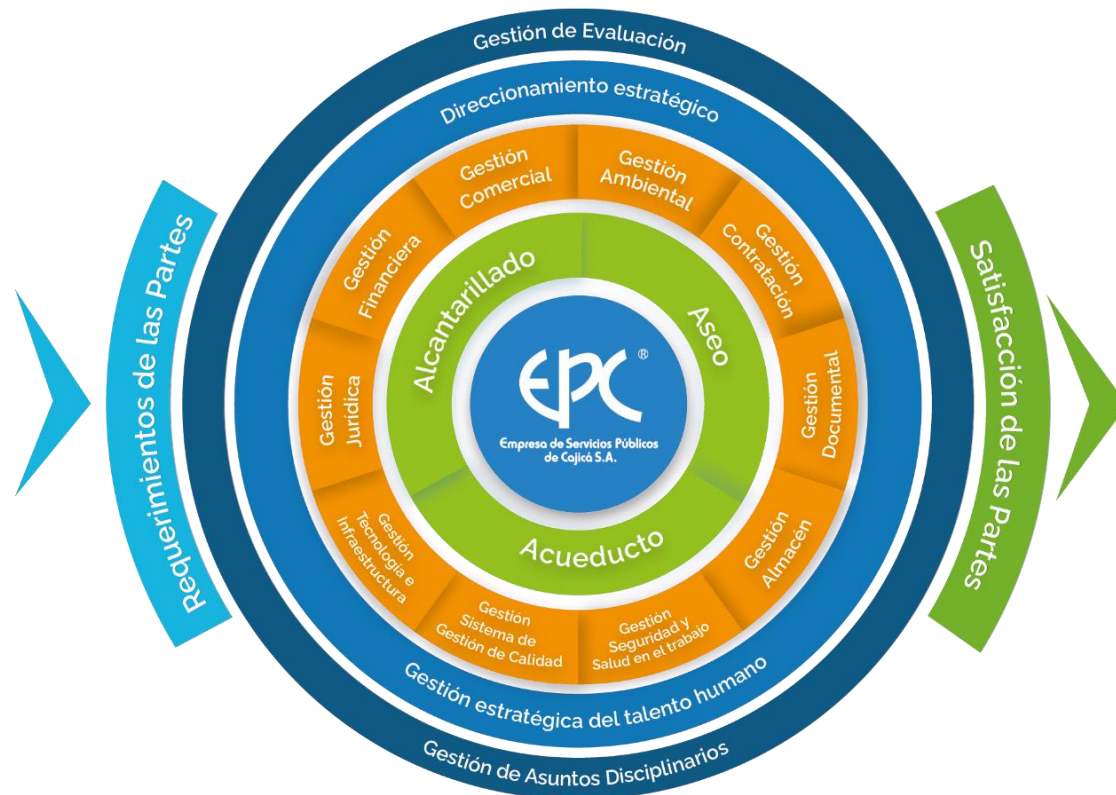 Gestión de Evaluación
Direccionamiento estratégico
Gestión
Comercial
Gestión
Ambiental
Gestión
Contratación
Gestión
Documental
Gestión
Almacén
Gestión
Seguridad y
Salud en el trabajo
Gestión
Sistema de
Gestión de Calidad
Gestión
Tecnología e
Infraestructura
Gestión
Jurídica
Gestión
Financiera
Alcantarillado
Aseo
Acueducto
EPC ®
Empresa de Servicios Públicos
de Cajicá S.A.
Gestión estratégica del talento humano
Gestión de Asuntos Disciplinarios
Requerimientos de las Partes
Satisfacción de las Partes